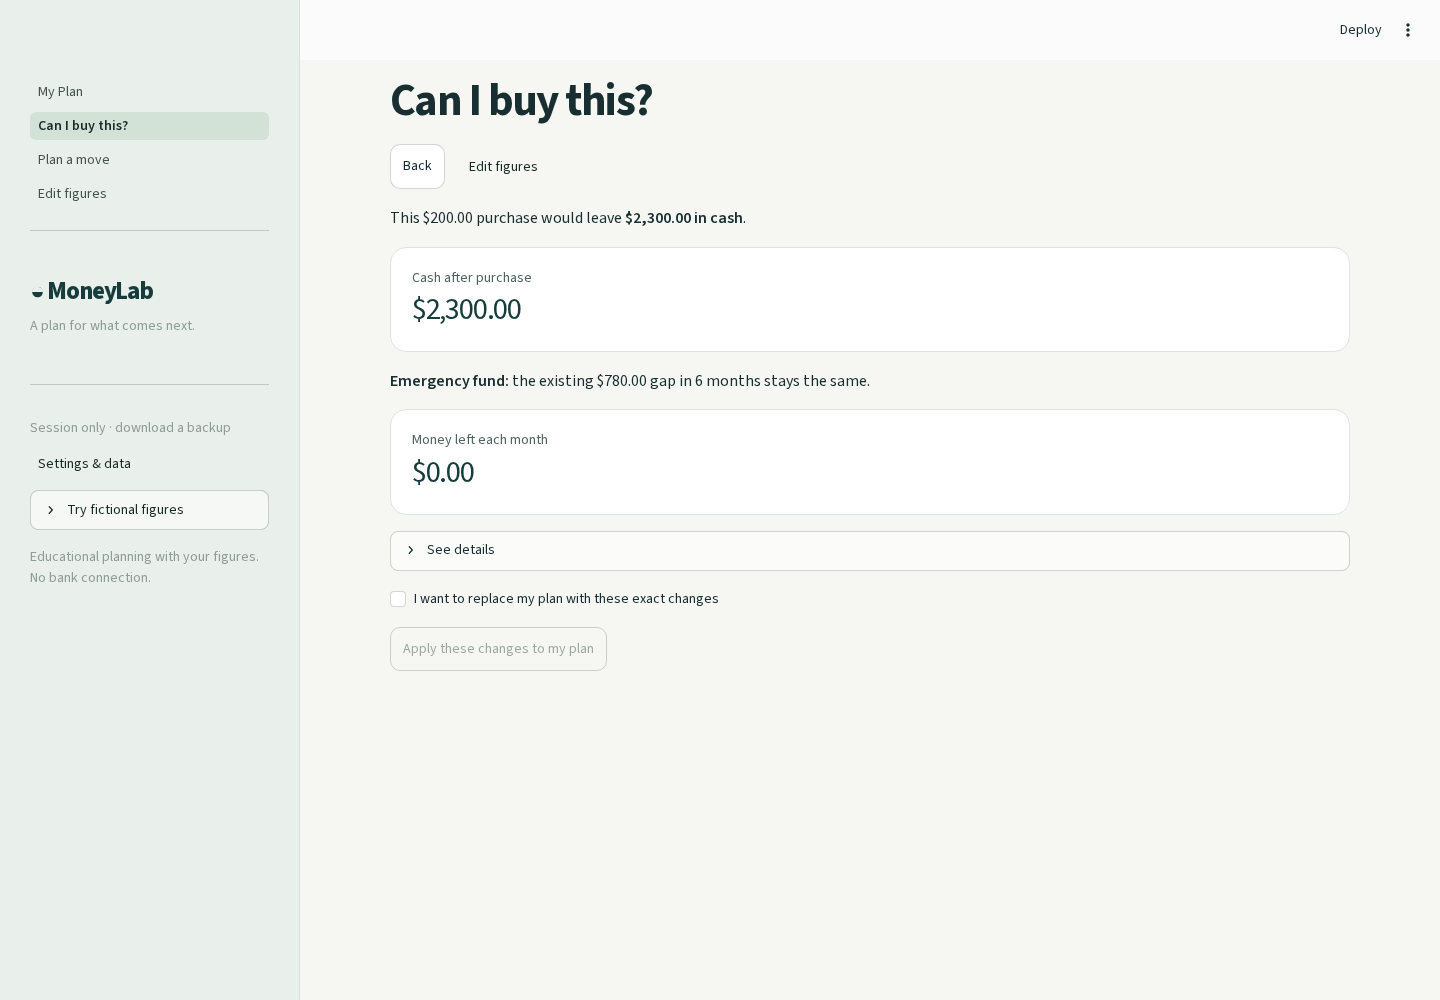 Deploy
My Plan
Can I buy this?
Plan a move
Edit figures
MoneyLab
A plan for what comes next.
Session only · download a backup
Settings & data
Try fictional figures
Educational planning with your figures.
No bank connection.
Can I buy this?
Back
Edit figures
This $200.00 purchase would leave $2,300.00 in cash.
Cash after purchase
$2,300.00
Emergency fund: the existing $780.00 gap in 6 months stays the same.
Money left each month
$0.00
See details
I want to replace my plan with these exact changes
Apply these changes to my plan